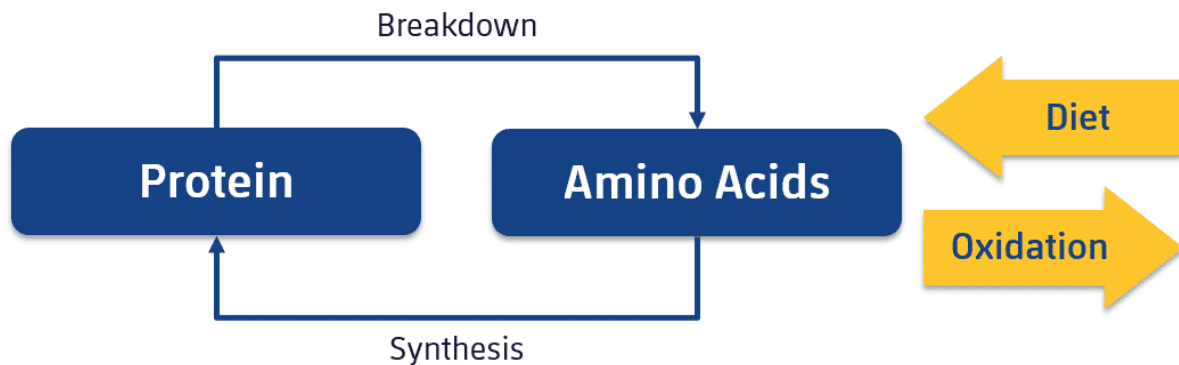 Breakdown
Protein
Amino Acids
Diet
Oxidation
Synthesis